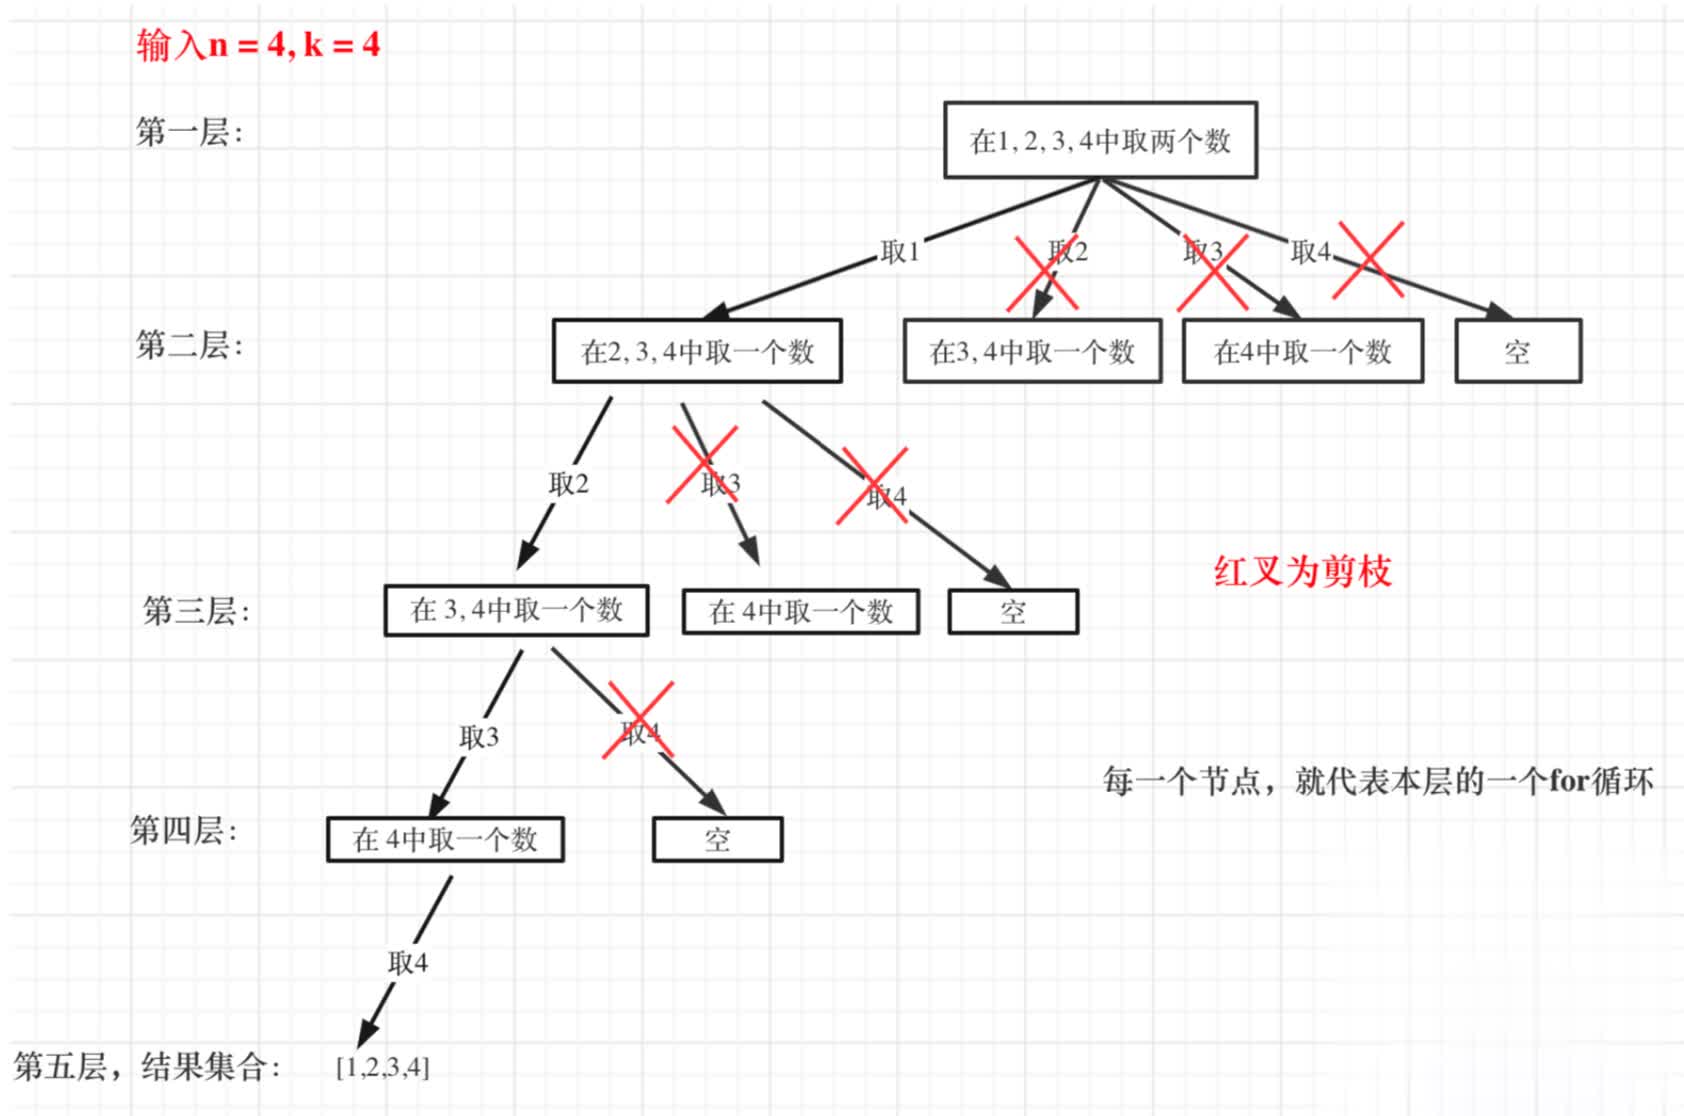 输入n = 4, k = 4
第一层：
在1, 2, 3, 4中取两个数
取1
取2
取3
取4
第二层：
在2, 3, 4中取一个数
在3, 4中取一个数
在4中取一个数
空
取2
取3
取4
红叉为剪枝
第三层：
在 3, 4中取一个数
在 4中取一个数
空
取3
取4
每一个节点，就代表本层的一个for循环
第四层：
在 4中取一个数
空
取4
第五层，结果集合：
[1,2,3,4]